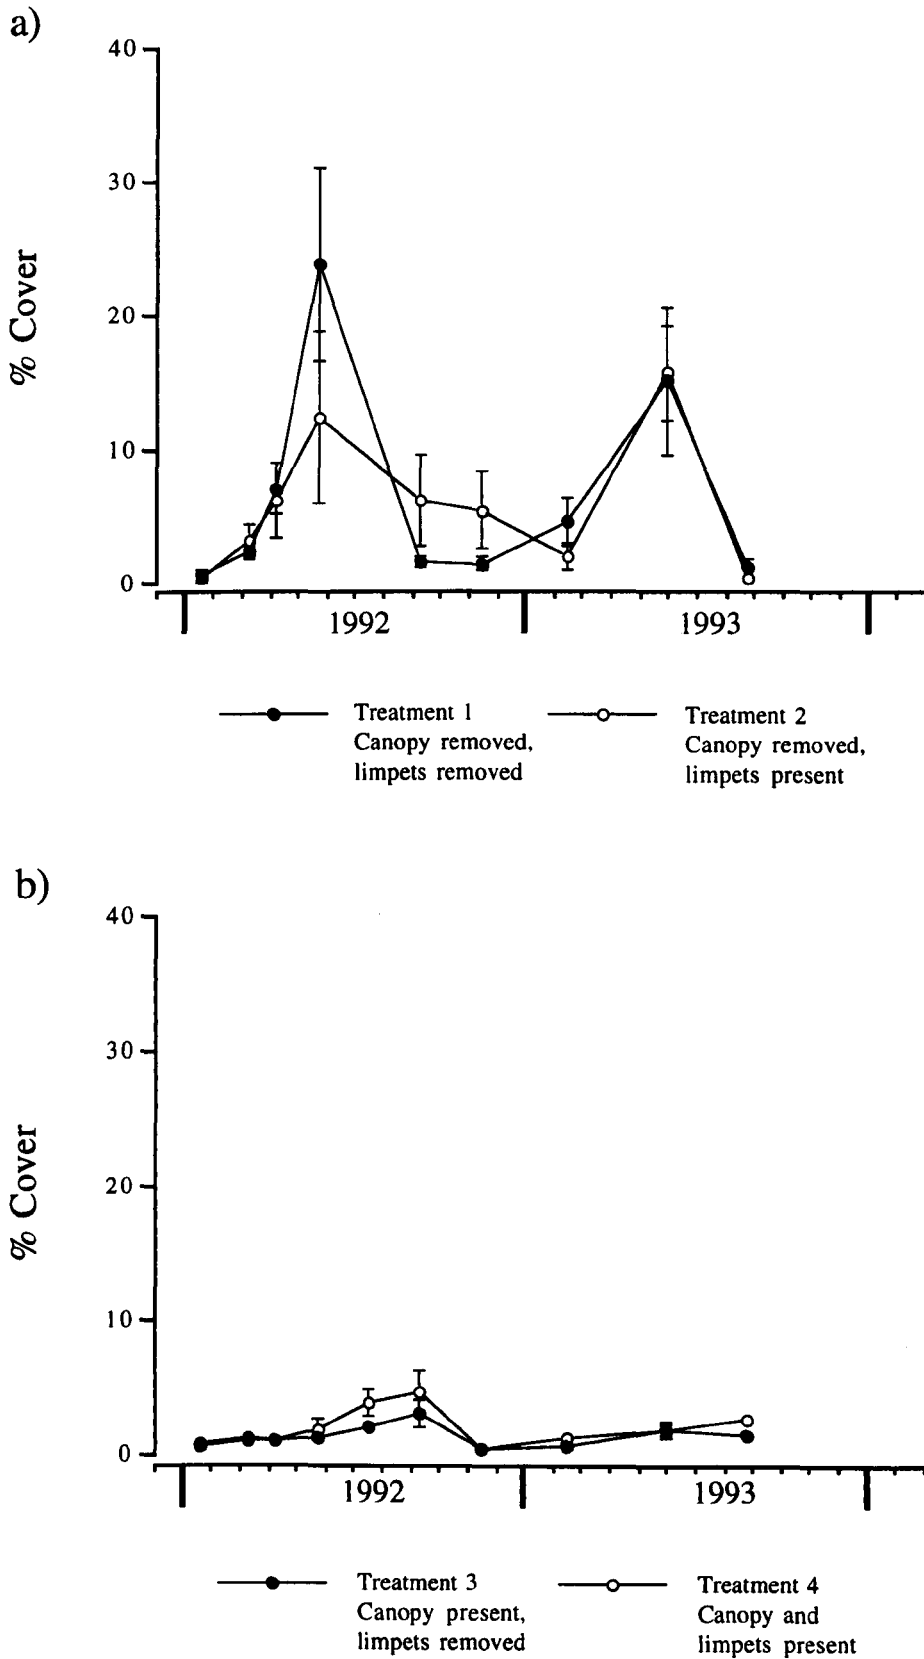 a)
40
30
20
10
0
% Cover
1992
1993
Treatment 1
Canopy removed,
limpets removed
Treatment 2
Canopy removed,
limpets present
b)
40
30
20
10
0
% Cover
1992
1993
Treatment 3
Canopy present,
limpets removed
Treatment 4
Canopy and
limpets present